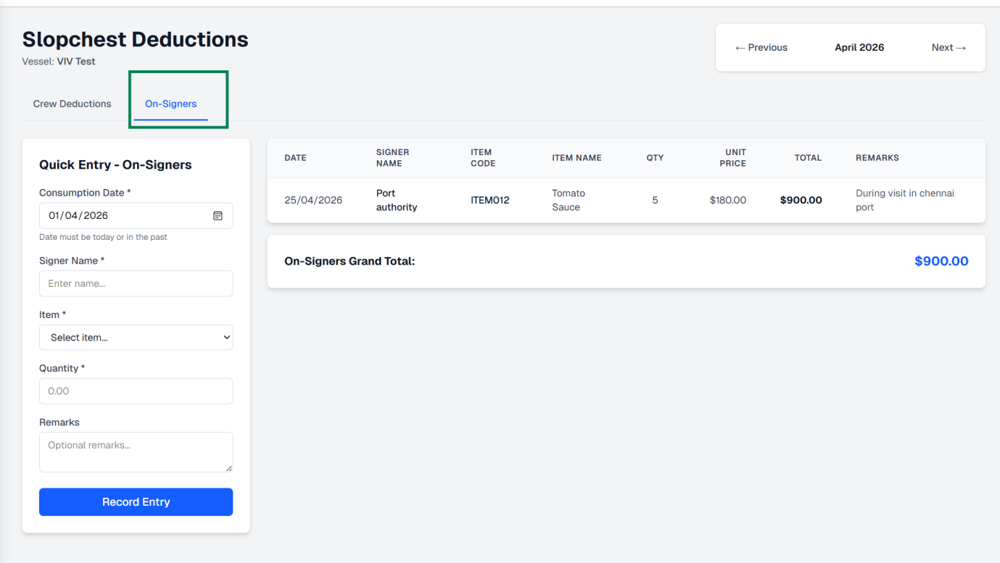 Slopchest Deductions
Vessel: VIV Test
← Previous April 2026 Next →
Crew Deductions On-Signers
Quick Entry - On-Signers
Consumption Date *
01/04/2026
Date must be today or in the past
Signer Name *
Enter name...
Item *
Select item...
Quantity *
0.00
Remarks
Optional remarks...
Record Entry
DATE SIGNER NAME ITEM CODE ITEM NAME QTY UNIT PRICE TOTAL REMARKS
25/04/2026 Port authority ITEM012 Tomato Sauce 5 $180.00 $900.00 During visit in chennai port
On-Signers Grand Total: $900.00